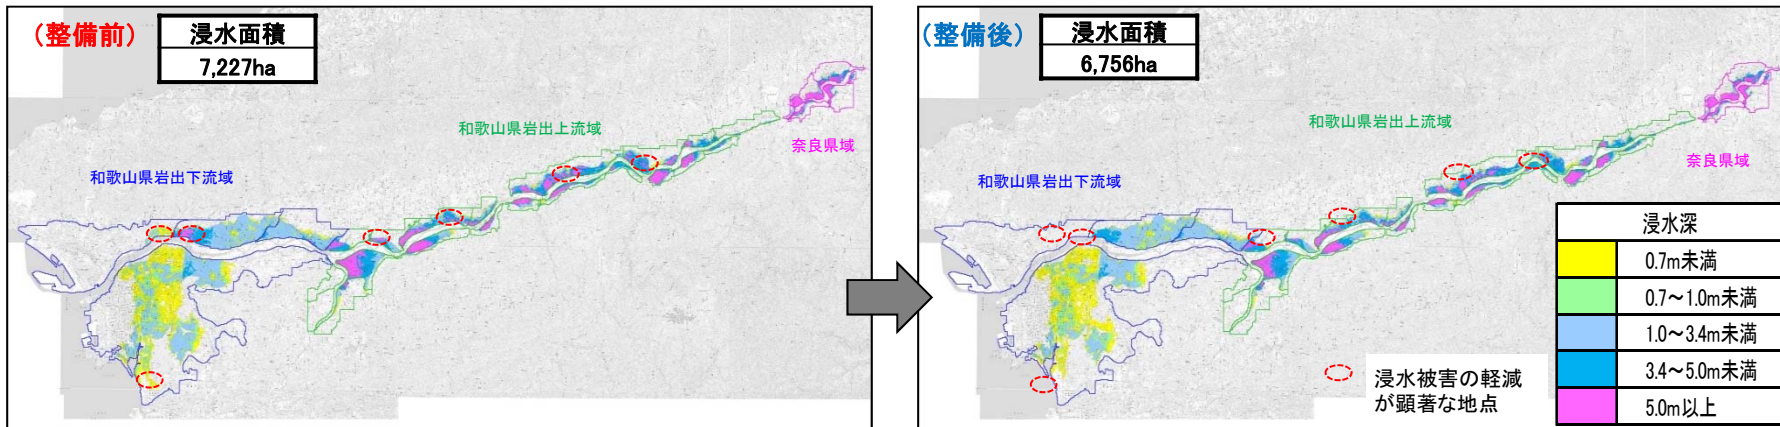 (整備前)
浸水面積
7,227ha
和歌山県岩出上流域
奈良県域
和歌山県岩出下流域
(整備後)
浸水面積
6,756ha
和歌山県岩出上流域
奈良県域
和歌山県岩出下流域
浸水深
0.7m未満
0.7～1.0m未満
1.0～3.4m未満
3.4～5.0m未満
5.0m以上
浸水被害の軽減
が顕著な地点